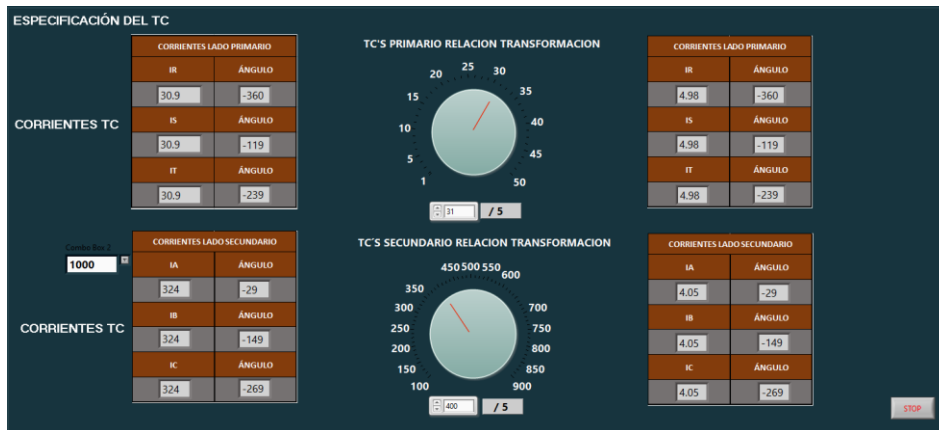 ESPECIFICACIÓN DEL TC
CORRIENTES LADO PRIMARIO
IR ÁNGULO
30.9 -360
IS ÁNGULO
30.9 -119
IT ÁNGULO
30.9 -239
CORRIENTES TC
TC'S PRIMARIO RELACION TRANSFORMACION
1 5 10 15 20 25 30 35 40 45 50
31 / 5
CORRIENTES LADO PRIMARIO
IR ÁNGULO
4.98 -360
IS ÁNGULO
4.98 -119
IT ÁNGULO
4.98 -239
Combo Box 2
1000
CORRIENTES LADO SECUNDARIO
IA ÁNGULO
324 -29
IB ÁNGULO
324 -149
IC ÁNGULO
324 -269
CORRIENTES TC
TC´S SECUNDARIO RELACION TRANSFORMACION
100 150 200 250 300 350 450 500 550 600 700 750 800 850 900
400 / 5
CORRIENTES LADO SECUNDARIO
IA ÁNGULO
4.05 -29
IB ÁNGULO
4.05 -149
IC ÁNGULO
4.05 -269
STOP